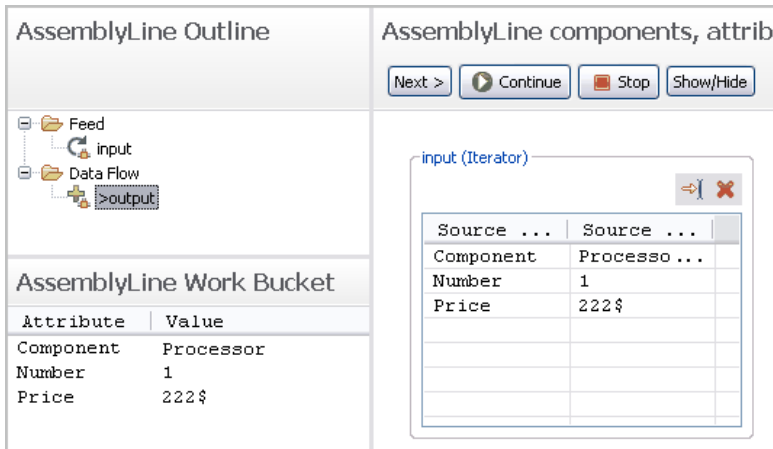 AssemblyLine Outline
Feed
input
Data Flow
>output
AssemblyLine Work Bucket
Attribute Value
Component Processor
Number 1
Price 222$
AssemblyLine components, attrib
Next > Continue Stop Show/Hide
input (Iterator)
Source ... Source ...
Component Processo...
Number 1
Price 222$